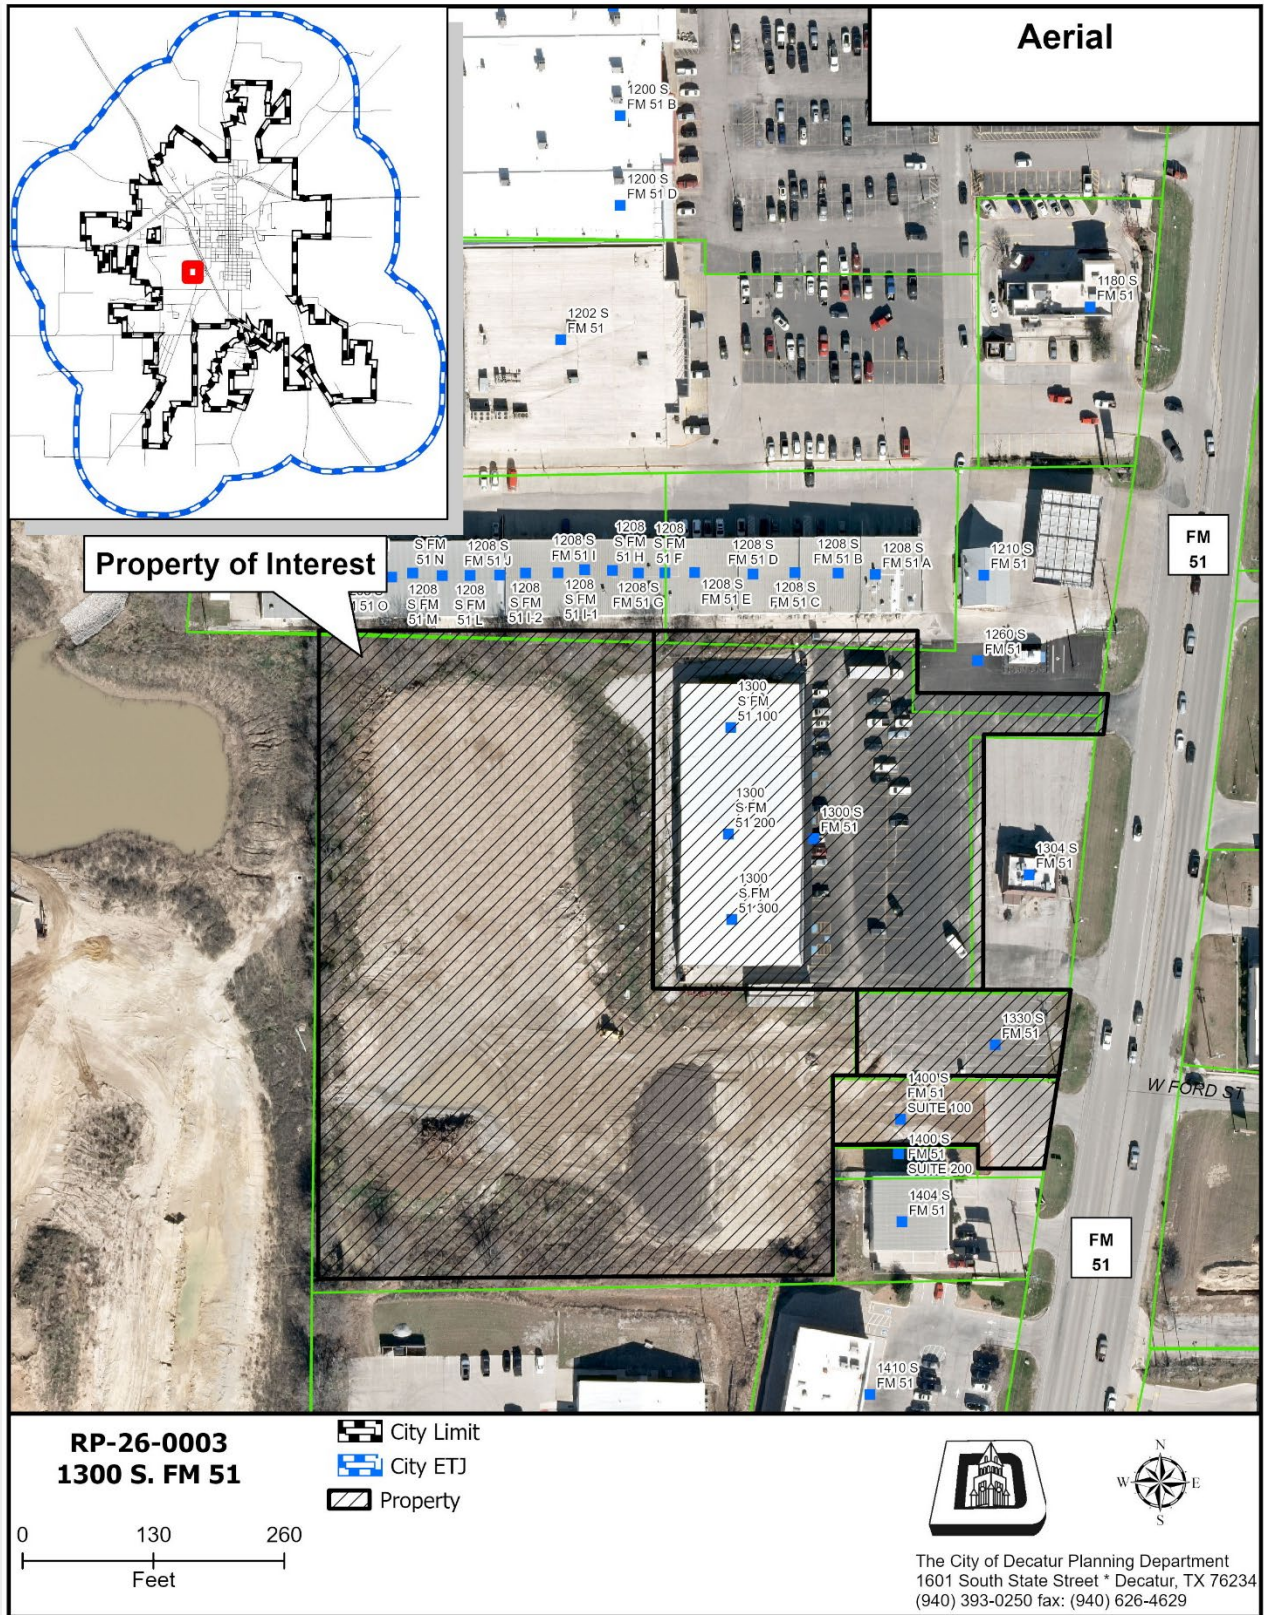 Aerial
1200 S
FM 51 B
1200 S
FM 51 D
1180 S
FM 51
1202 S
FM 51
FM
51
Property of Interest
S FM
51 N
1208 S
FM 51 J
1208 S
FM 51 I
1208
S FM
51 H
1208
S FM
51 F
1208 S
FM 51 D
1208 S
FM 51 B
1208 S
FM 51 A
1210 S
FM 51
51 O
1208
S FM
51 M
1208
S FM
51 L
1208
S FM
51 I-2
1208
S FM
51 I-1
1208 S
FM 51 G
1208 S
FM 51 E
1208 S
FM 51 C
1260 S
FM 51
1300
S FM
51 100
1300
S FM
51 200
1300 S
FM 51
1304 S
FM 51
1300
S FM
51 300
1330 S
FM 51
W FORD ST
1400 S
FM 51
SUITE 100
1400 S
FM 51
SUITE 200
1404 S
FM 51
FM
51
1410 S
FM 51
RP-26-0003
1300 S. FM 51
City Limit
City ETJ
Property
0 130 260
Feet
N
W E
S
The City of Decatur Planning Department
1601 South State Street * Decatur, TX 76234
(940) 393-0250 fax: (940) 626-4629